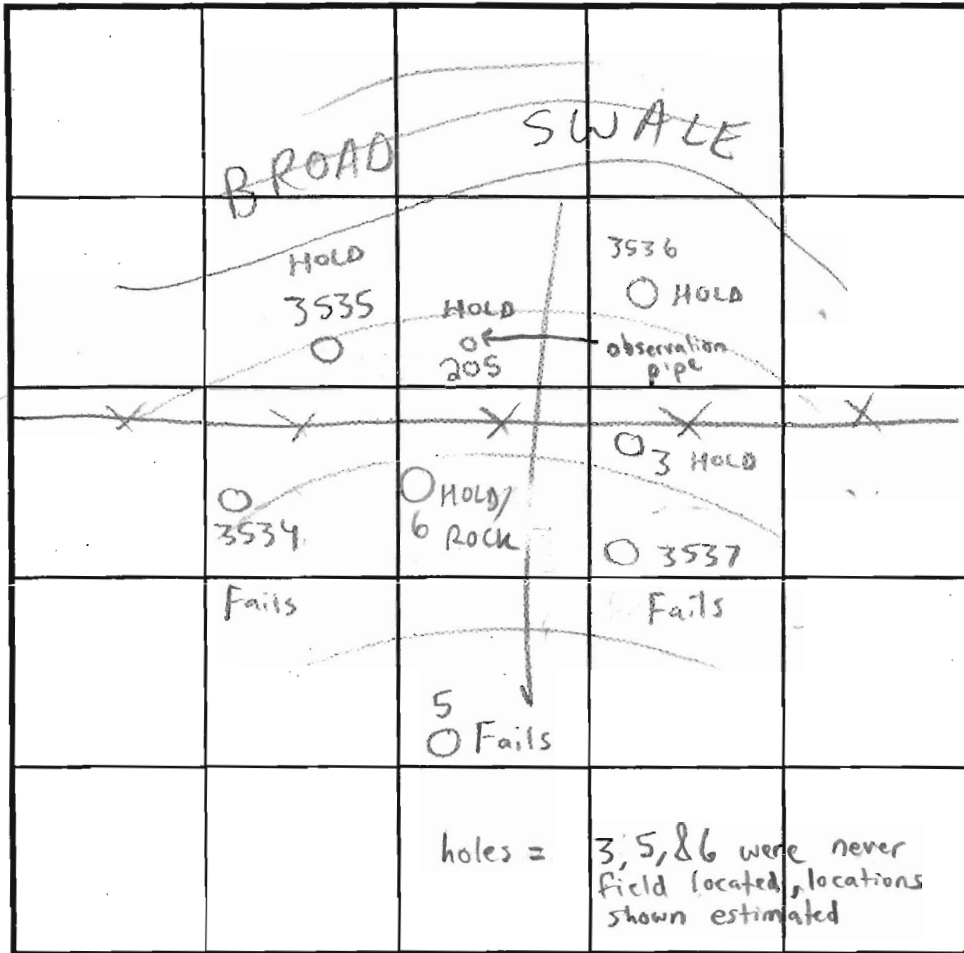 BROAD SWALE
HOLD
3535
HOLD
205
3536
HOLD
observation
pipe
3 HOLD
3534
HOLD/
6 ROCK
3537
Fails
Fails
5
Fails
holes = 3, 5, & 6 were never
field located, locations
shown estimated